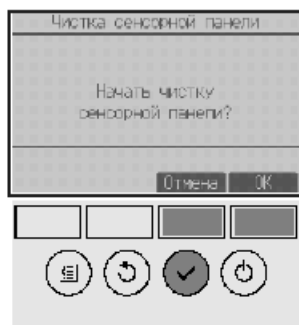 Чистка сенсорной панели
Начать чистку
сенсорной панели?
Отмена OK